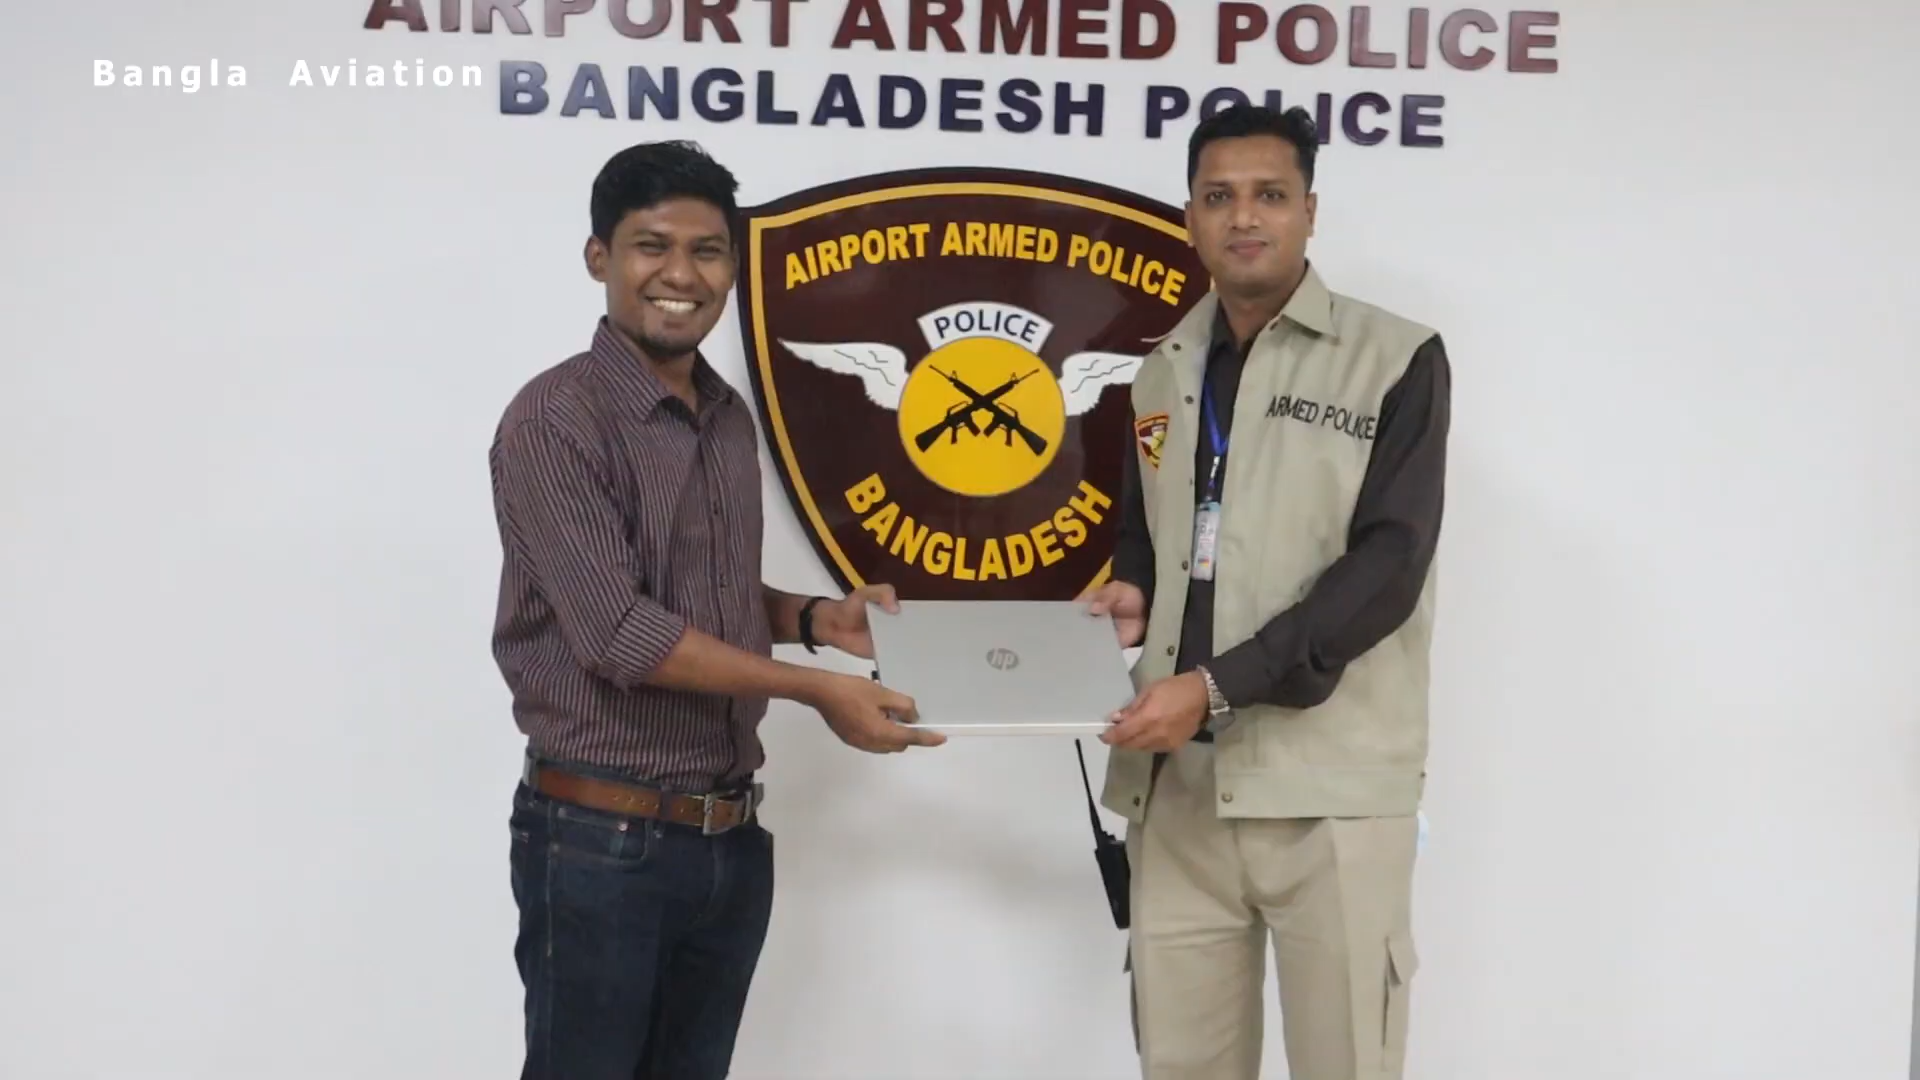 AIRPORT ARMED POLICE
Bangla Aviation
BANGLADESH POLICE
AIRPORT ARMED POLICE
POLICE
BANGLADESH
ARMED POLICE
hp